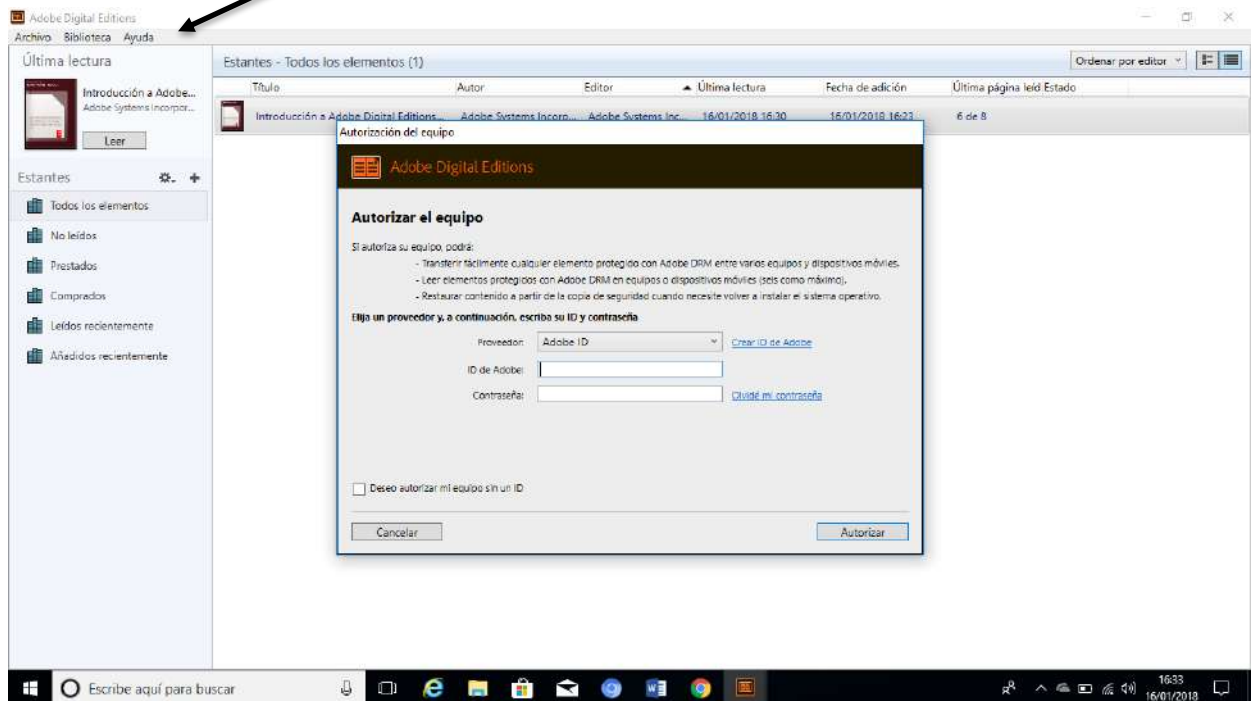 Adobe Digital Editions
Archivo Biblioteca Ayuda
Última lectura
Introducción a Adobe...
Adobe Systems Incorpor...
Leer
Estantes
Todos los elementos
No leídos
Prestados
Comprados
Leídos recientemente
Añadidos recientemente
Estantes - Todos los elementos (1)
Ordenar por editor
Título Autor Editor Última lectura Fecha de adición Última página leíd Estado
Introducción a Adobe Digital Editions... Adobe Systems Incorp... Adobe Systems Inc... 16/01/2018 16:30 16/01/2018 16:23 6 de 8
Autorización del equipo
Adobe Digital Editions
Autorizar el equipo
Si autoriza su equipo, podrá:
- Transferir fácilmente cualquier elemento protegido con Adobe DRM entre varios equipos y dispositivos móviles.
- Leer elementos protegidos con Adobe DRM en equipos o dispositivos móviles (seis como máximo).
- Restaurar contenido a partir de la copia de seguridad cuando necesite volver a instalar el sistema operativo.
Elija un proveedor y, a continuación, escriba su ID y contraseña
Proveedor: Adobe ID Crear ID de Adobe
ID de Adobe:
Contraseña: Olvidé mi contraseña
Deseo autorizar mi equipo sin un ID
Cancelar Autorizar
Escribe aquí para buscar
16:33
16/01/2018